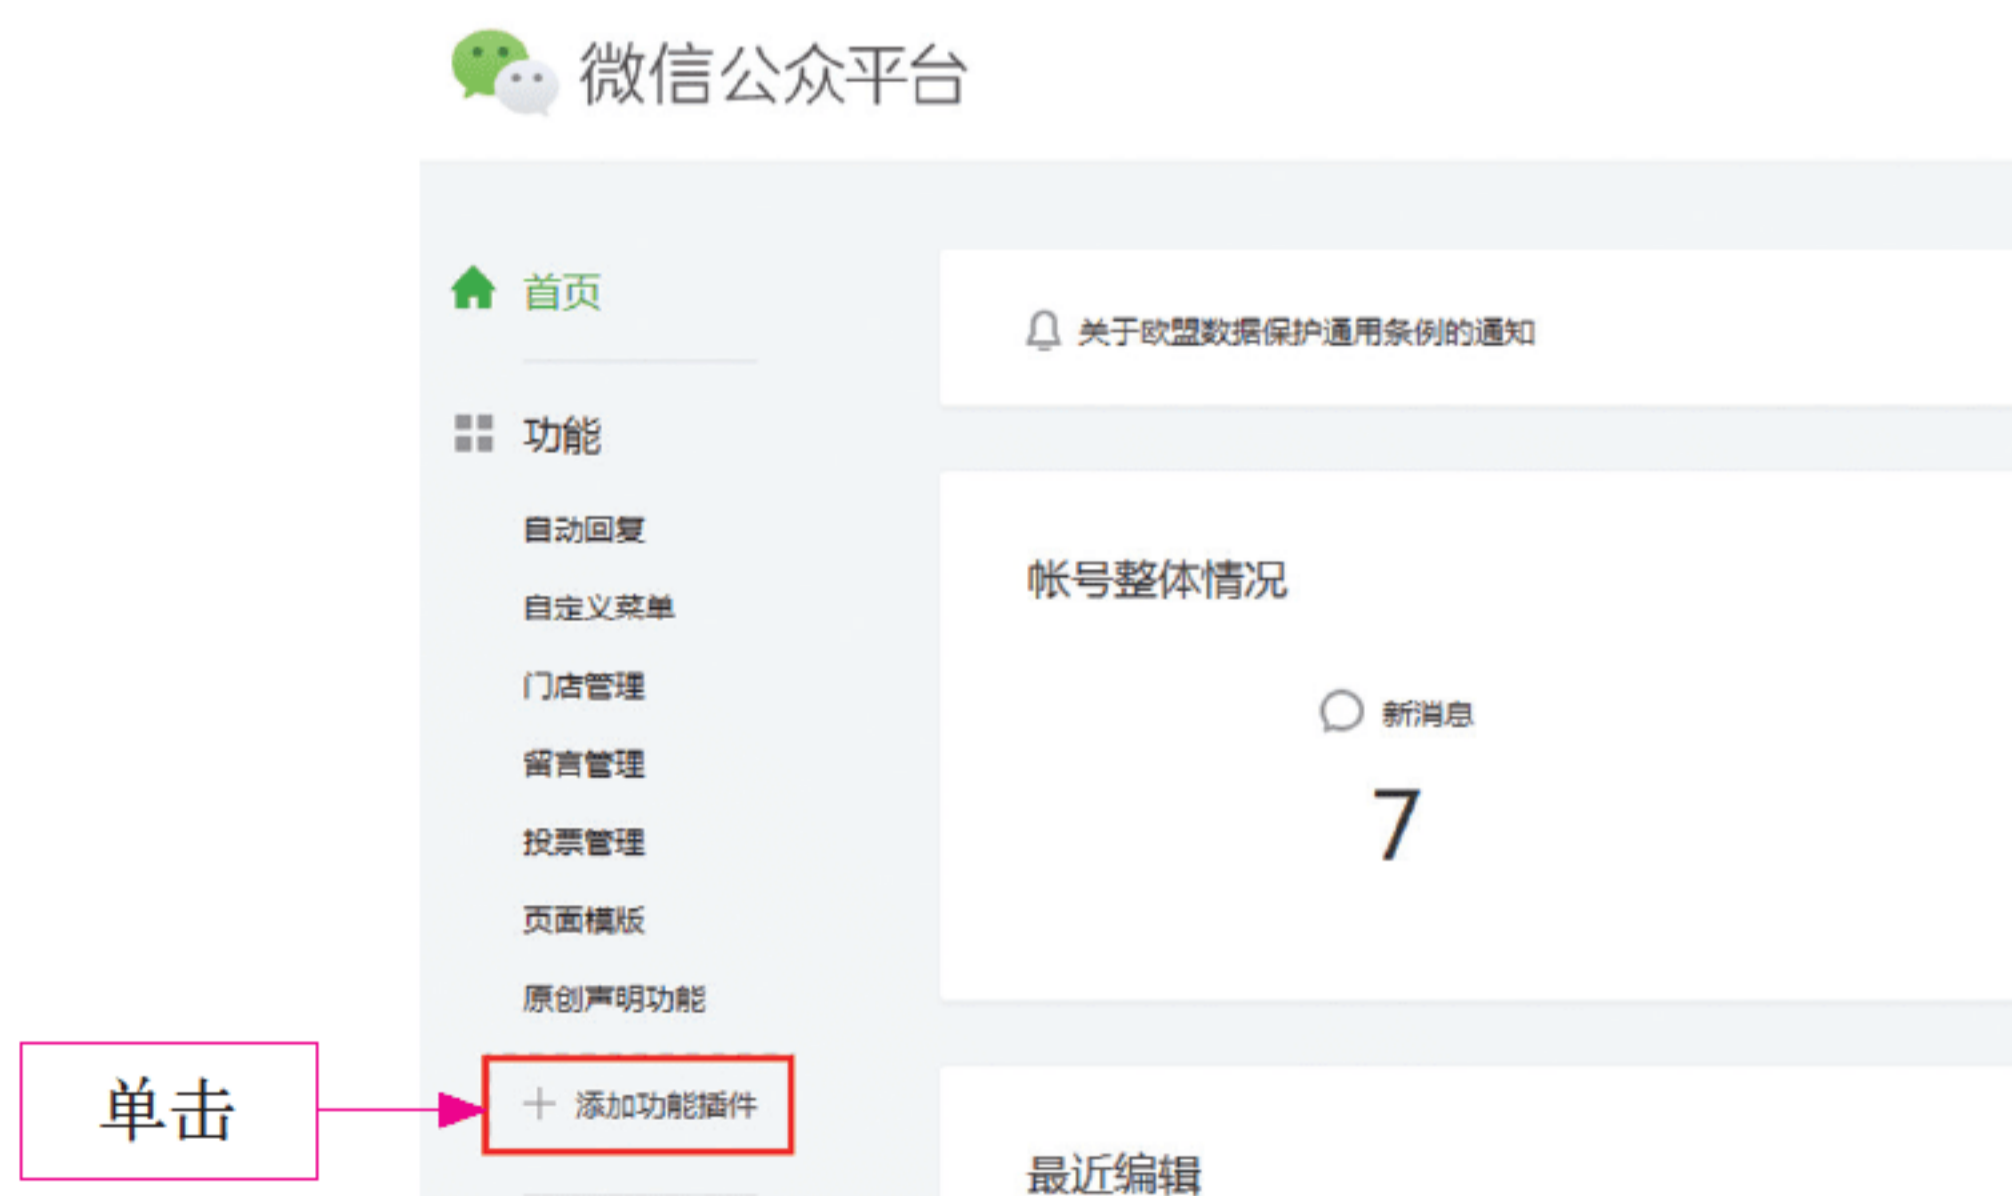 微信公众平台
首页
关于欧盟数据保护通用条例的通知
功能
自动回复
自定义菜单
门店管理
留言管理
投票管理
页面模版
原创声明功能
添加功能插件
单击
帐号整体情况
新消息
7
最近编辑